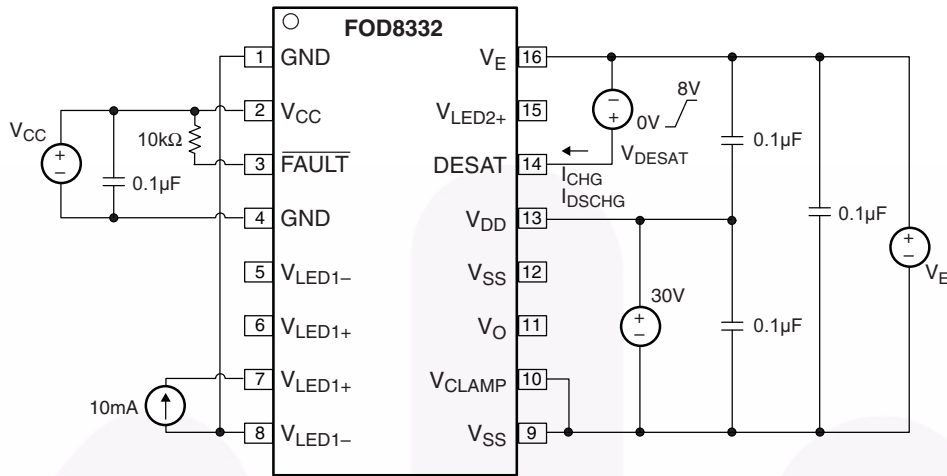 FOD8332
1 GND
2 VCC
3 FAULT
4 GND
5 VLED1–
6 VLED1+
7 VLED1+
8 VLED1–
VE 16
VLED2+ 15
DESAT 14
VDD 13
VSS 12
VO 11
VCLAMP 10
VSS 9
VCC
+
–
10kΩ
0.1µF
10mA
–
+
0V
8V
VDESAT
ICHG
IDSCHG
0.1µF
30V
+
–
0.1µF
0.1µF
+
–
VE